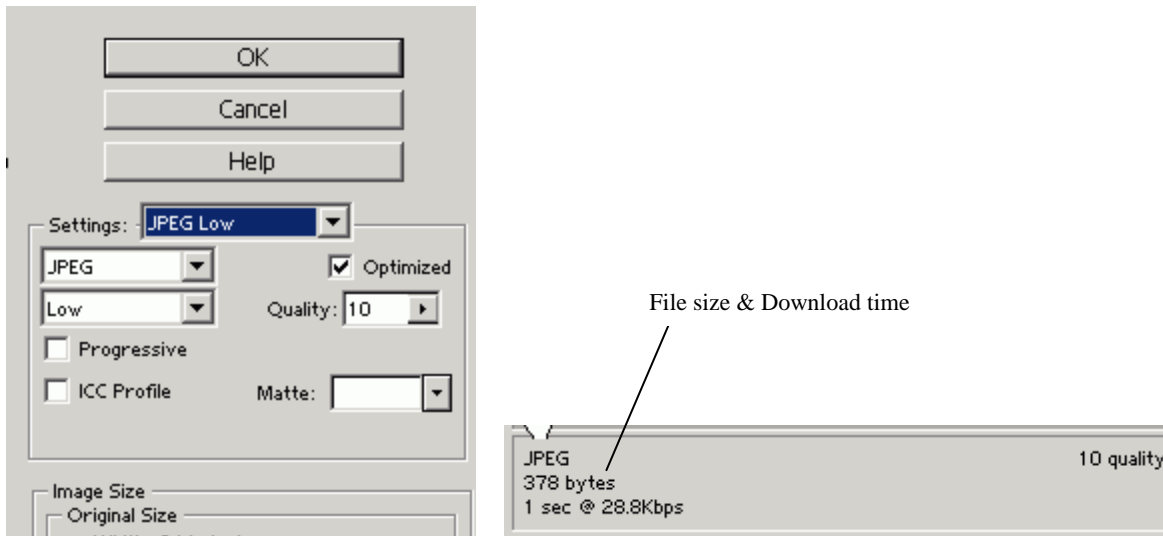 OK
Cancel
Help
Settings: JPEG Low
JPEG
Optimized
Low
Quality: 10
Progressive
ICC Profile
Matte:
Image Size
Original Size
File size & Download time
JPEG
10 quality
378 bytes
1 sec @ 28.8Kbps